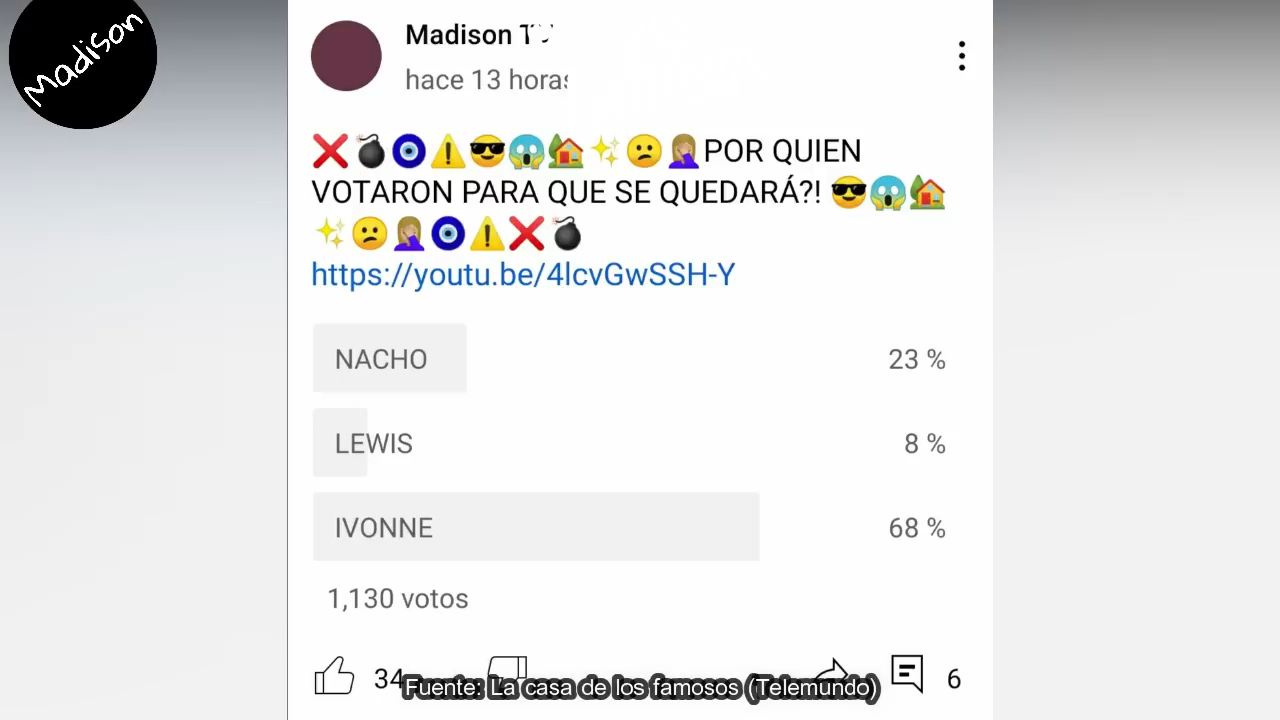 Madison
Madison
hace 13 horas
❌💣🧿⚠️😎😱🏡✨😕🤦🏼‍♀️POR QUIEN
VOTARON PARA QUE SE QUEDARÁ?! 😎😱🏡
✨😕🤦🏼‍♀️🧿⚠️❌💣
https://youtu.be/4lcvGwSSH-Y
NACHO 23 %
LEWIS 8 %
IVONNE 68 %
1,130 votos
34 6
Fuente: La casa de los famosos (Telemundo)